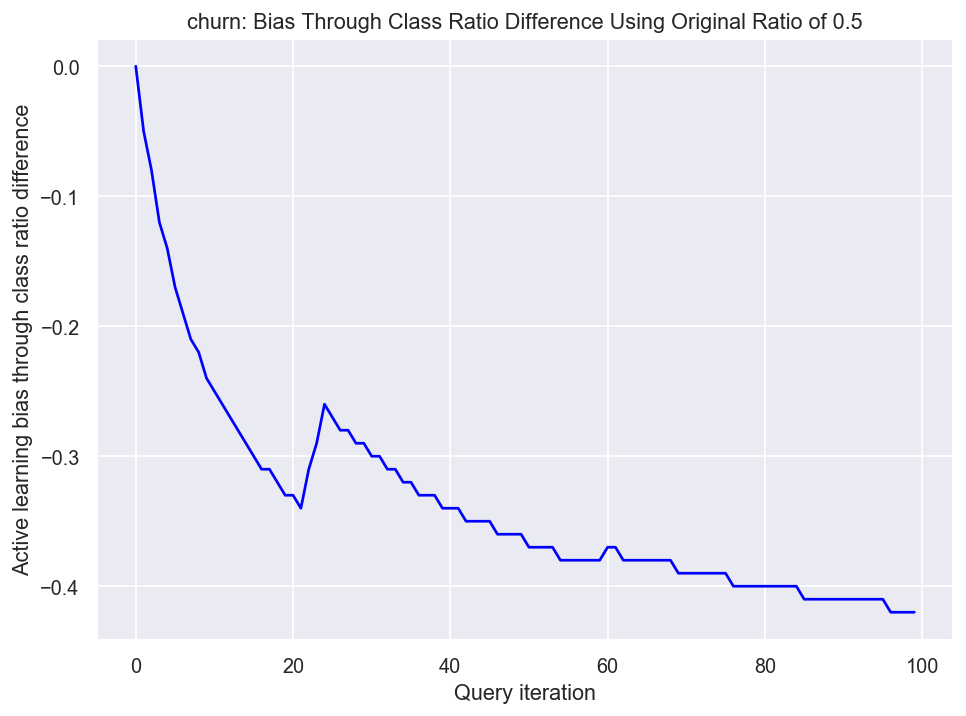 churn: Bias Through Class Ratio Difference Using Original Ratio of 0.5
Active learning bias through class ratio difference
0.0
−0.1
−0.2
−0.3
−0.4
0 20 40 60 80 100
Query iteration